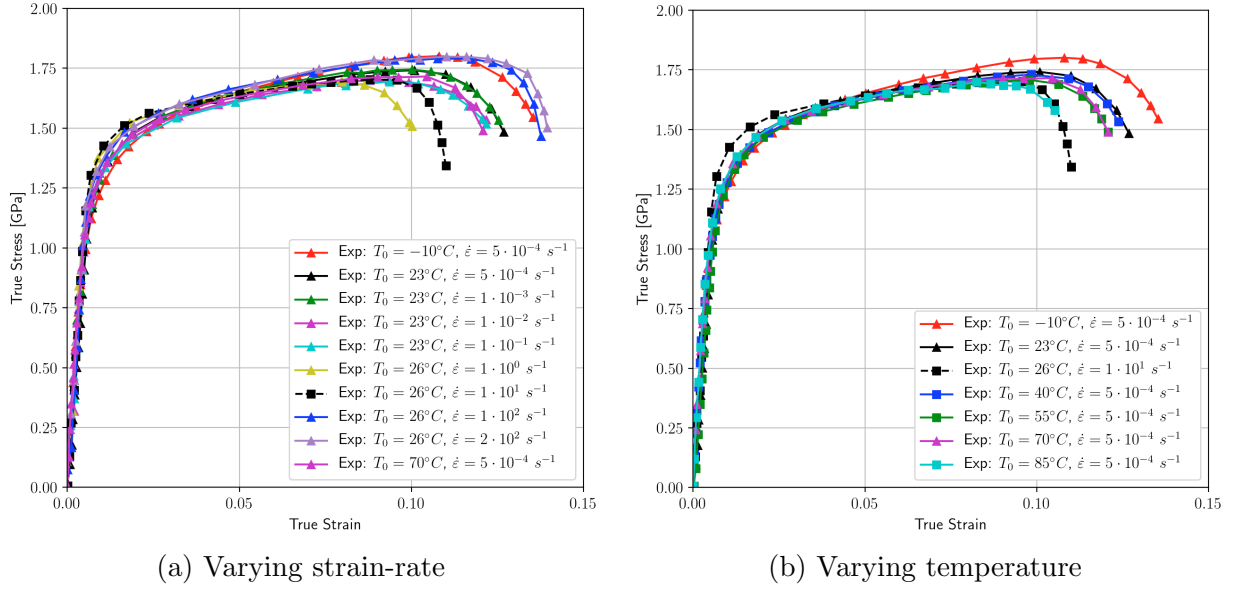 2.00
1.75
1.50
1.25
1.00
0.75
0.50
0.25
0.00
True Stress [GPa]
Exp: $T_0 = -10°C$, $\dot{\varepsilon} = 5 \cdot 10^{-4}\ s^{-1}$
Exp: $T_0 = 23°C$, $\dot{\varepsilon} = 5 \cdot 10^{-4}\ s^{-1}$
Exp: $T_0 = 23°C$, $\dot{\varepsilon} = 1 \cdot 10^{-3}\ s^{-1}$
Exp: $T_0 = 23°C$, $\dot{\varepsilon} = 1 \cdot 10^{-2}\ s^{-1}$
Exp: $T_0 = 23°C$, $\dot{\varepsilon} = 1 \cdot 10^{-1}\ s^{-1}$
Exp: $T_0 = 26°C$, $\dot{\varepsilon} = 1 \cdot 10^{0}\ s^{-1}$
Exp: $T_0 = 26°C$, $\dot{\varepsilon} = 1 \cdot 10^{1}\ s^{-1}$
Exp: $T_0 = 26°C$, $\dot{\varepsilon} = 1 \cdot 10^{2}\ s^{-1}$
Exp: $T_0 = 26°C$, $\dot{\varepsilon} = 2 \cdot 10^{2}\ s^{-1}$
Exp: $T_0 = 70°C$, $\dot{\varepsilon} = 5 \cdot 10^{-4}\ s^{-1}$
0.00 0.05 0.10 0.15
True Strain
(a) Varying strain-rate
2.00
1.75
1.50
1.25
1.00
0.75
0.50
0.25
0.00
True Stress [GPa]
Exp: $T_0 = -10°C$, $\dot{\varepsilon} = 5 \cdot 10^{-4}\ s^{-1}$
Exp: $T_0 = 23°C$, $\dot{\varepsilon} = 5 \cdot 10^{-4}\ s^{-1}$
Exp: $T_0 = 26°C$, $\dot{\varepsilon} = 1 \cdot 10^{1}\ s^{-1}$
Exp: $T_0 = 40°C$, $\dot{\varepsilon} = 5 \cdot 10^{-4}\ s^{-1}$
Exp: $T_0 = 55°C$, $\dot{\varepsilon} = 5 \cdot 10^{-4}\ s^{-1}$
Exp: $T_0 = 70°C$, $\dot{\varepsilon} = 5 \cdot 10^{-4}\ s^{-1}$
Exp: $T_0 = 85°C$, $\dot{\varepsilon} = 5 \cdot 10^{-4}\ s^{-1}$
0.00 0.05 0.10 0.15
True Strain
(b) Varying temperature